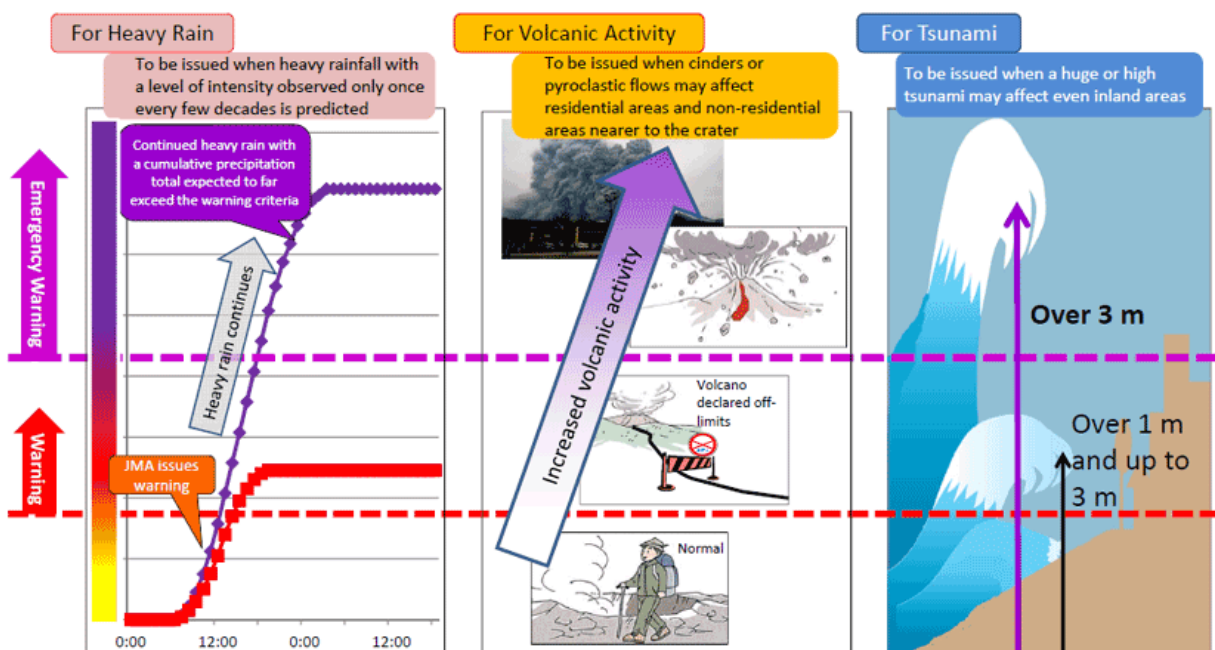 For Heavy Rain
To be issued when heavy rainfall with
a level of intensity observed only once
every few decades is predicted
Continued heavy rain with
a cumulative precipitation
total expected to far
exceed the warning criteria
Heavy rain continues
JMA issues
warning
0:00 12:00 0:00 12:00
Emergency Warning
Warning
For Volcanic Activity
To be issued when cinders or
pyroclastic flows may affect
residential areas and non-residential
areas nearer to the crater
Increased volcanic activity
Volcano
declared off-
limits
Normal
For Tsunami
To be issued when a huge or high
tsunami may affect even inland areas
Over 3 m
Over 1 m
and up to
3 m